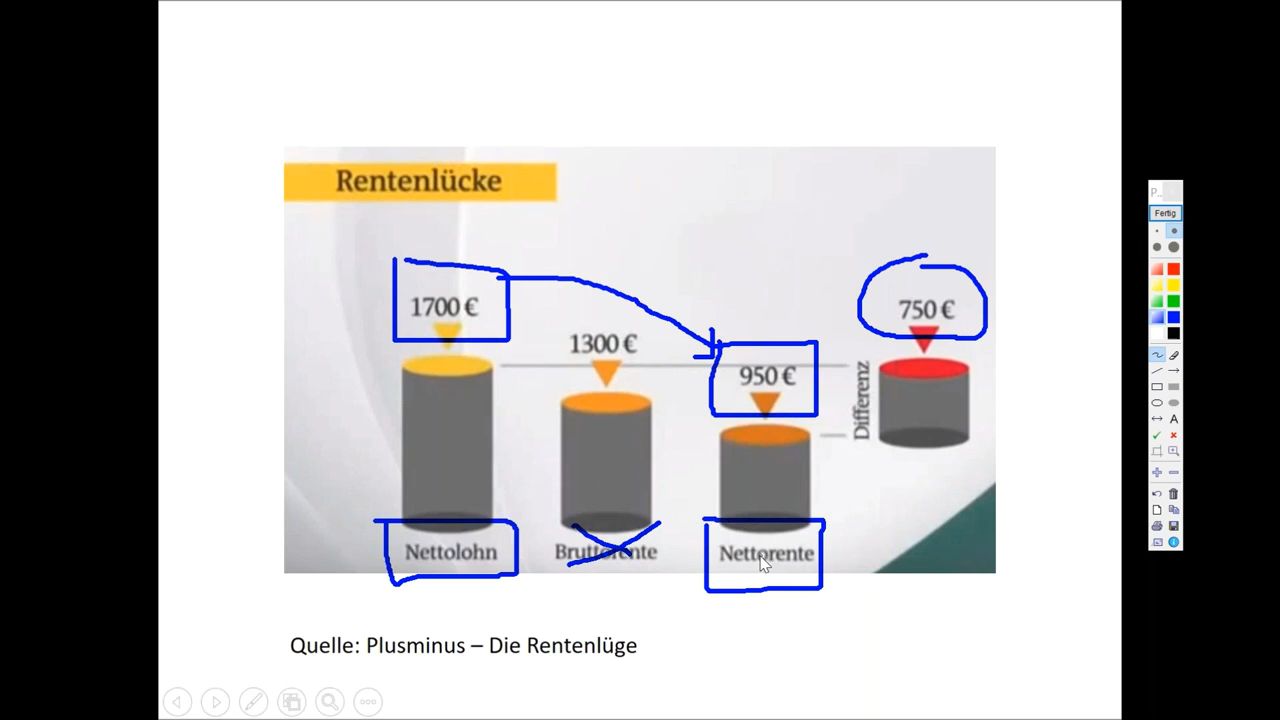 Rentenlücke
1700 €
1300 €
950 €
750 €
Differenz
Nettolohn
Bruttorente
Nettorente
Quelle: Plusminus – Die Rentenlüge
P...
Fertig
A